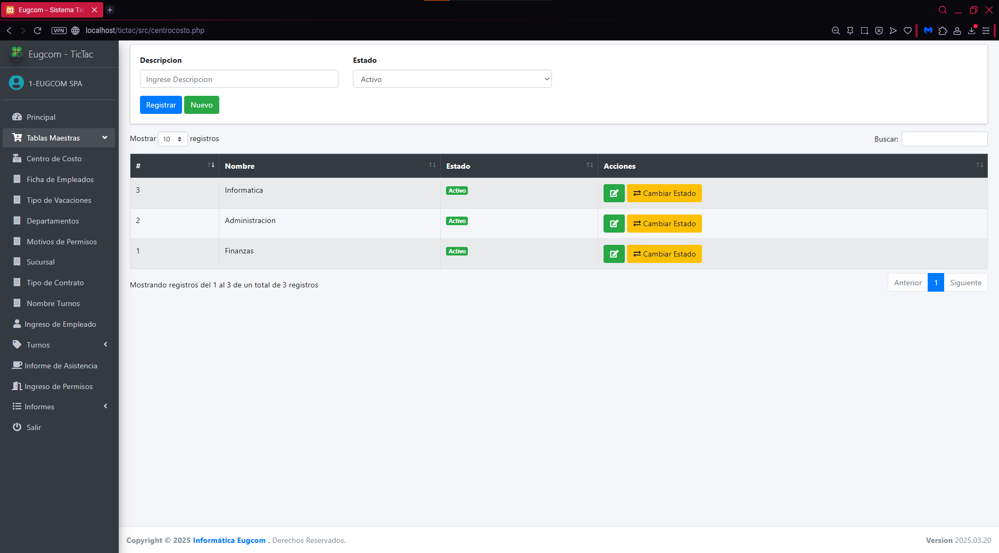 Eugcom - Sistema Tic
VPN localhost/tictac/src/centrocosto.php
Eugcom - TicTac
1-EUGCOM SPA
Principal
Tablas Maestras
Centro de Costo
Ficha de Empleados
Tipo de Vacaciones
Departamentos
Motivos de Permisos
Sucursal
Tipo de Contrato
Nombre Turnos
Ingreso de Empleado
Turnos
Informe de Asistencia
Ingreso de Permisos
Informes
Salir
Descripcion Estado
Ingrese Descripcion Activo
Registrar Nuevo
Mostrar 10 registros Buscar:
# Nombre Estado Acciones
3 Informatica Activo Cambiar Estado
2 Administracion Activo Cambiar Estado
1 Finanzas Activo Cambiar Estado
Mostrando registros del 1 al 3 de un total de 3 registros Anterior 1 Siguiente
Copyright © 2025 Informática Eugcom . Derechos Reservados. Version 2025.03.20